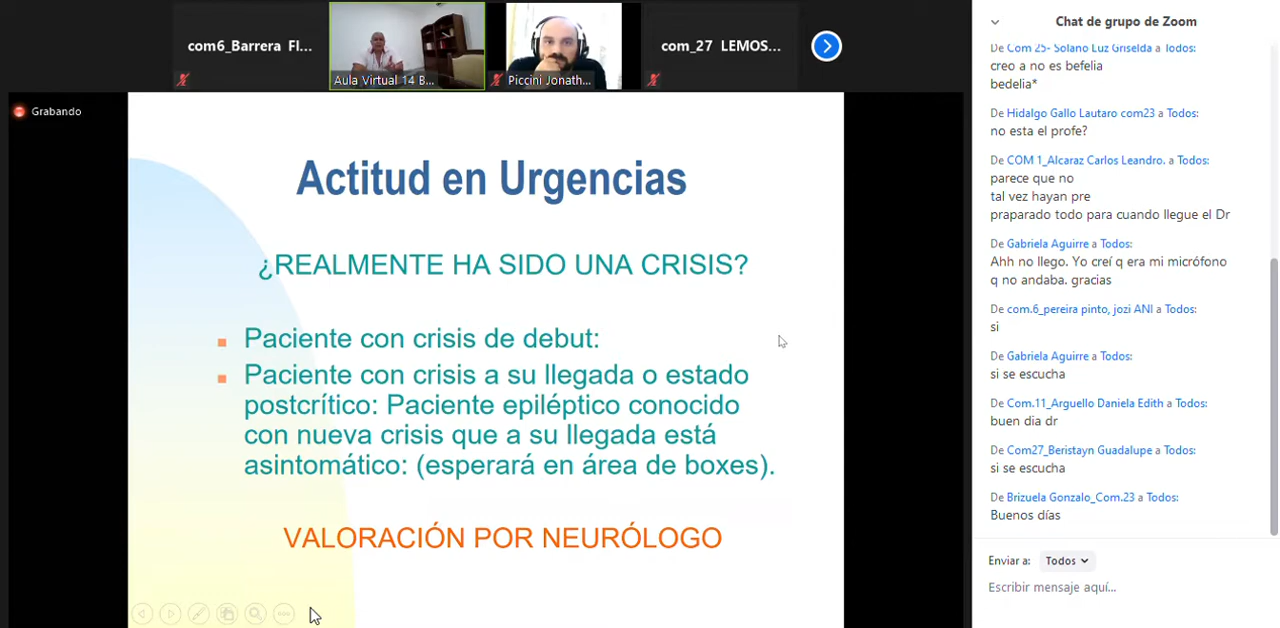 com6_Barrera Fl...
Aula Virtual 14 B...
Piccini Jonath...
com_27 LEMOS...
Grabando
Actitud en Urgencias
¿REALMENTE HA SIDO UNA CRISIS?
Paciente con crisis de debut:
Paciente con crisis a su llegada o estado
postcrítico: Paciente epiléptico conocido
con nueva crisis que a su llegada está
asintomático: (esperará en área de boxes).
VALORACIÓN POR NEURÓLOGO
Chat de grupo de Zoom
De Com 25- Solano Luz Griselda a Todos:
creo a no es befelia
bedelia*
De Hidalgo Gallo Lautaro com23 a Todos:
no esta el profe?
De COM 1_Alcaraz Carlos Leandro. a Todos:
parece que no
tal vez hayan pre
praparado todo para cuando llegue el Dr
De Gabriela Aguirre a Todos:
Ahh no llego. Yo creí q era mi micrófono
q no andaba. gracias
De com.6_pereira pinto, jozi ANI a Todos:
si
De Gabriela Aguirre a Todos:
si se escucha
De Com.11_Arguello Daniela Edith a Todos:
buen dia dr
De Com27_Beristayn Guadalupe a Todos:
si se escucha
De Brizuela Gonzalo_Com.23 a Todos:
Buenos días
Enviar a: Todos
Escribir mensaje aquí...